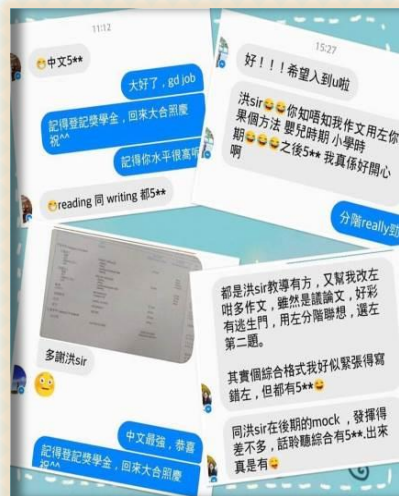 11:12
中文5**
大好了，gd job
記得登記獎學金，回來大合照慶
祝^^
記得你水平很高
reading 同 writing 都5**
15:27
好！！！希望入到u啦
洪sir你知唔知我作文用左你
果個方法 嬰兒時期 小學時
期之後5** 我真係好開心
啊
分階really勁
多謝洪sir
中文最強，恭喜
記得登記獎學金，回來大合照慶
祝^^
都是洪sir教導有方，又幫我改左
咁多作文，雖然是議論文，好彩
有逃生門，用左分階聯想，選左
第二題。
其實個綜合格式我好似緊張得寫
錯左，但都有5**
同洪sir在後期的mock ，發揮得
差不多，話聆聽綜合有5**,出來
真是有